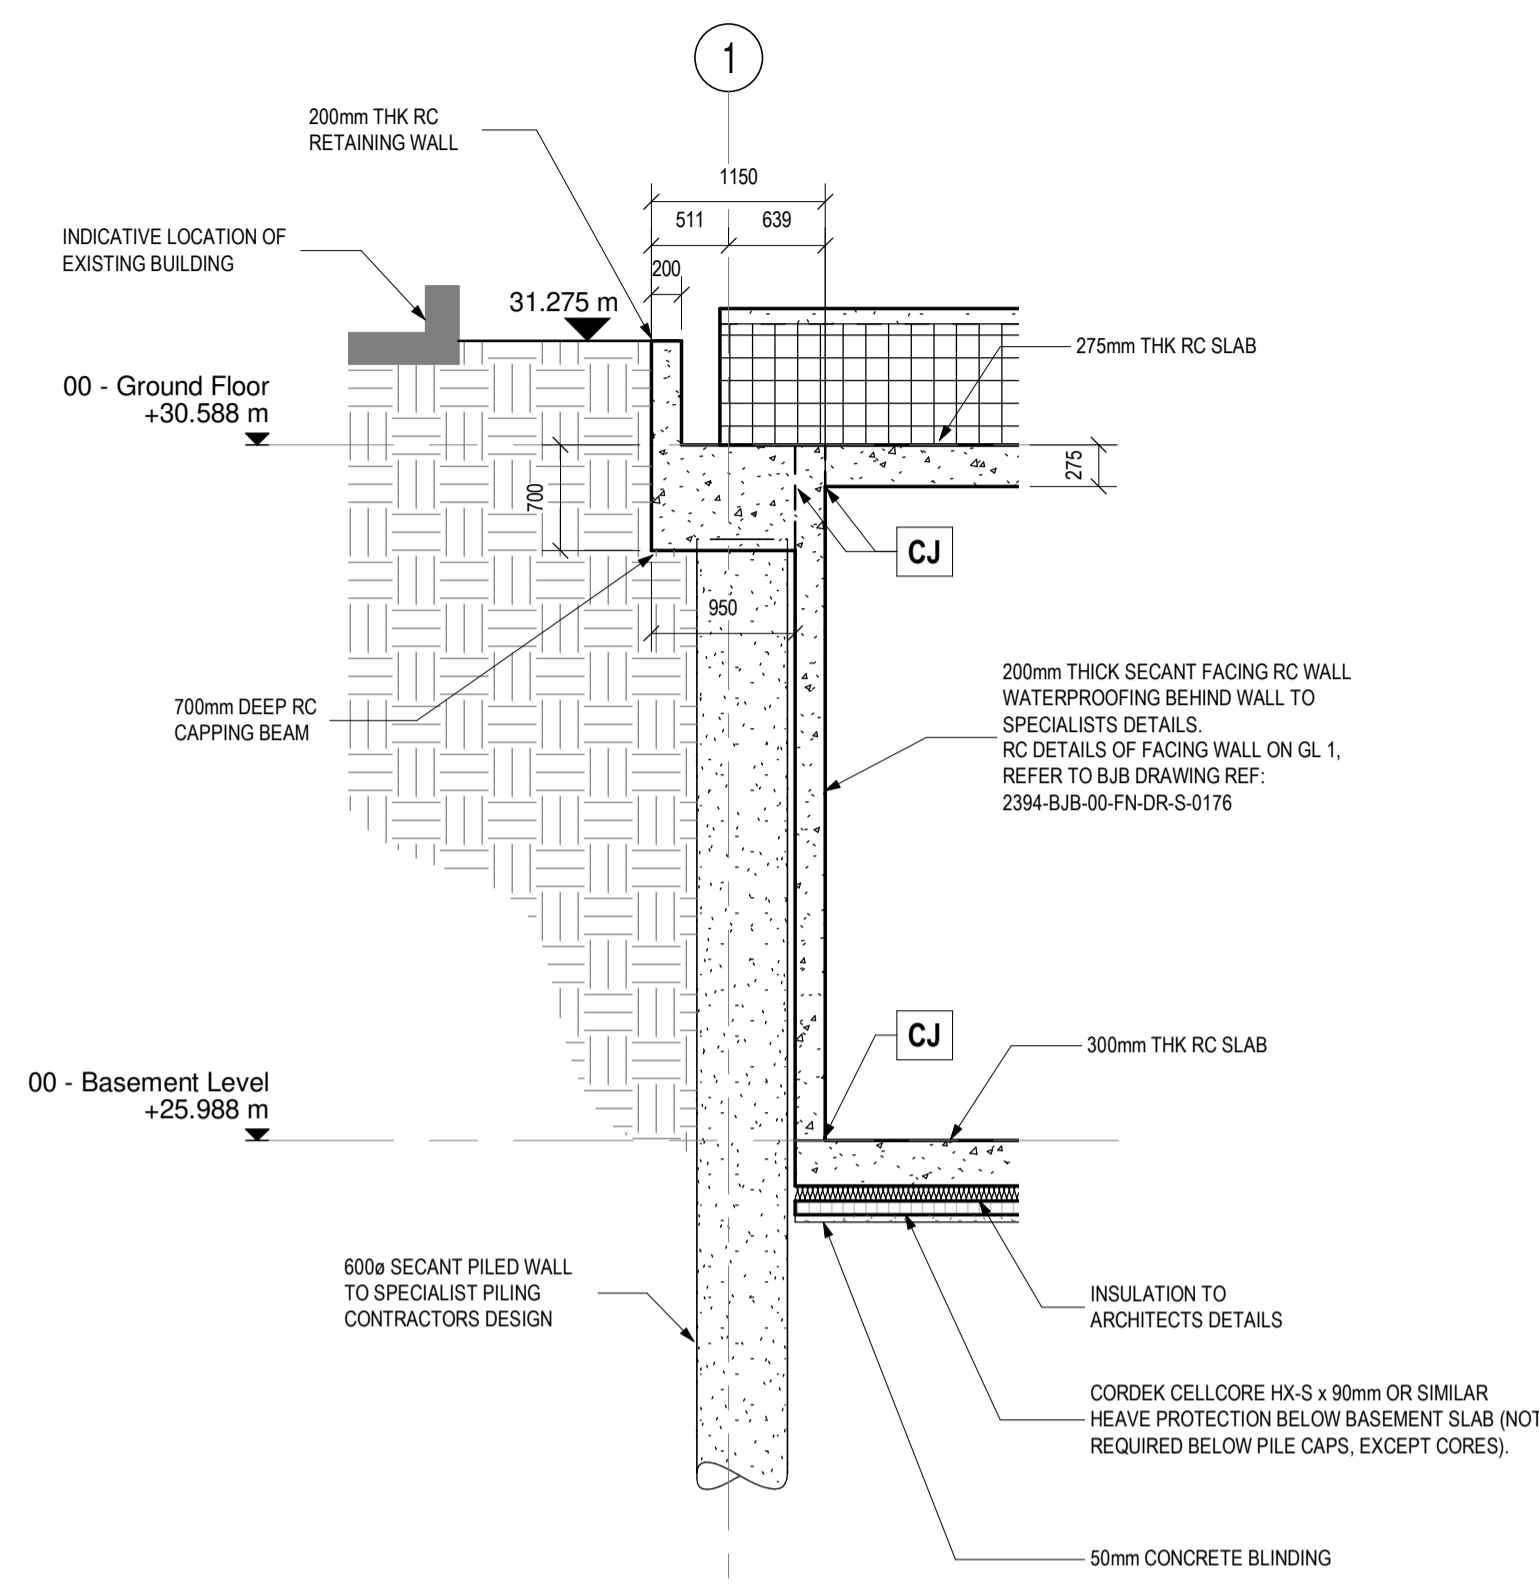 1
200mm THK RC
RETAINING WALL
1150
511
639
200
INDICATIVE LOCATION OF
EXISTING BUILDING
31.275 m
275mm THK RC SLAB
00 - Ground Floor
+30.588 m
700
275
CJ
950
700mm DEEP RC
CAPPING BEAM
200mm THICK SECANT FACING RC WALL
WATERPROOFING BEHIND WALL TO
SPECIALISTS DETAILS.
RC DETAILS OF FACING WALL ON GL 1,
REFER TO BJB DRAWING REF:
2394-BJB-00-FN-DR-S-0176
CJ
300mm THK RC SLAB
00 - Basement Level
+25.988 m
600ø SECANT PILED WALL
TO SPECIALIST PILING
CONTRACTORS DESIGN
INSULATION TO
ARCHITECTS DETAILS
CORDEK CELLCORE HX-S x 90mm OR SIMILAR
HEAVE PROTECTION BELOW BASEMENT SLAB (NOT
REQUIRED BELOW PILE CAPS, EXCEPT CORES).
50mm CONCRETE BLINDING